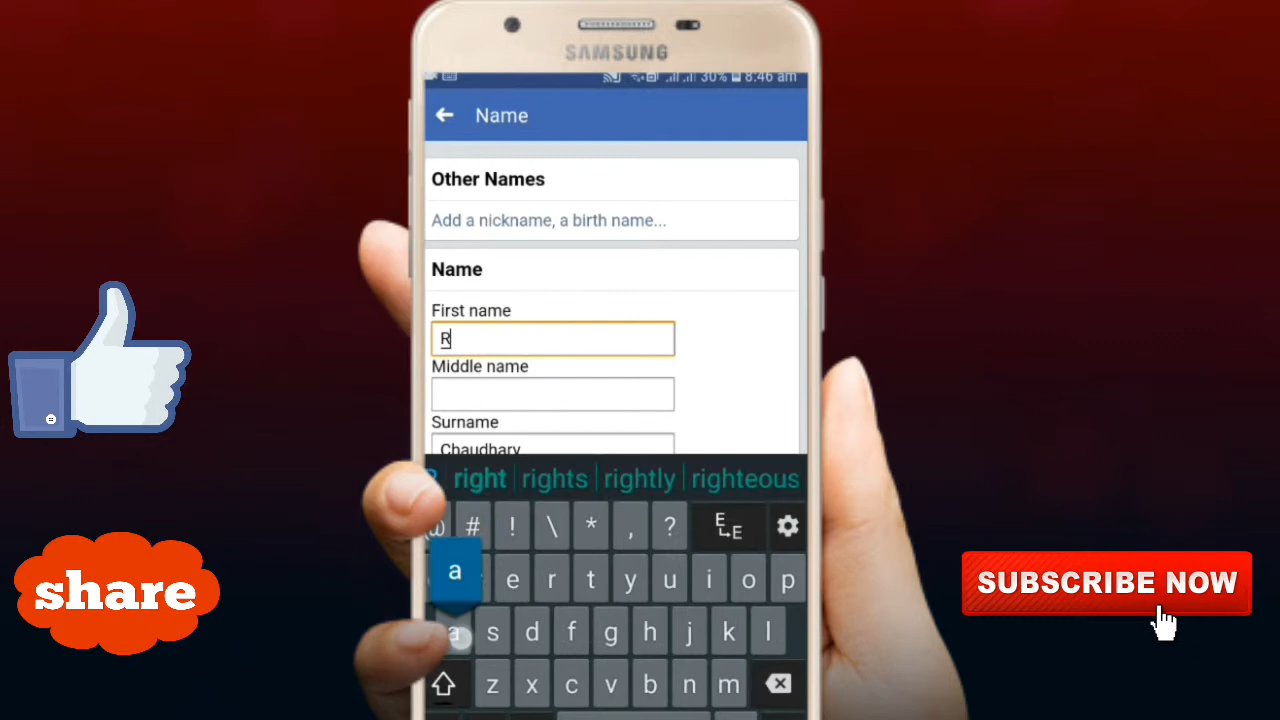 SAMSUNG
30% 8:46 am
Name
Other Names
Add a nickname, a birth name...
Name
First name
R
Middle name
Surname
Chaudhary
right rights rightly righteous
@ # ! \ * , ? E E
a e r t y u i o p
a s d f g h j k l
z x c v b n m
share
SUBSCRIBE NOW